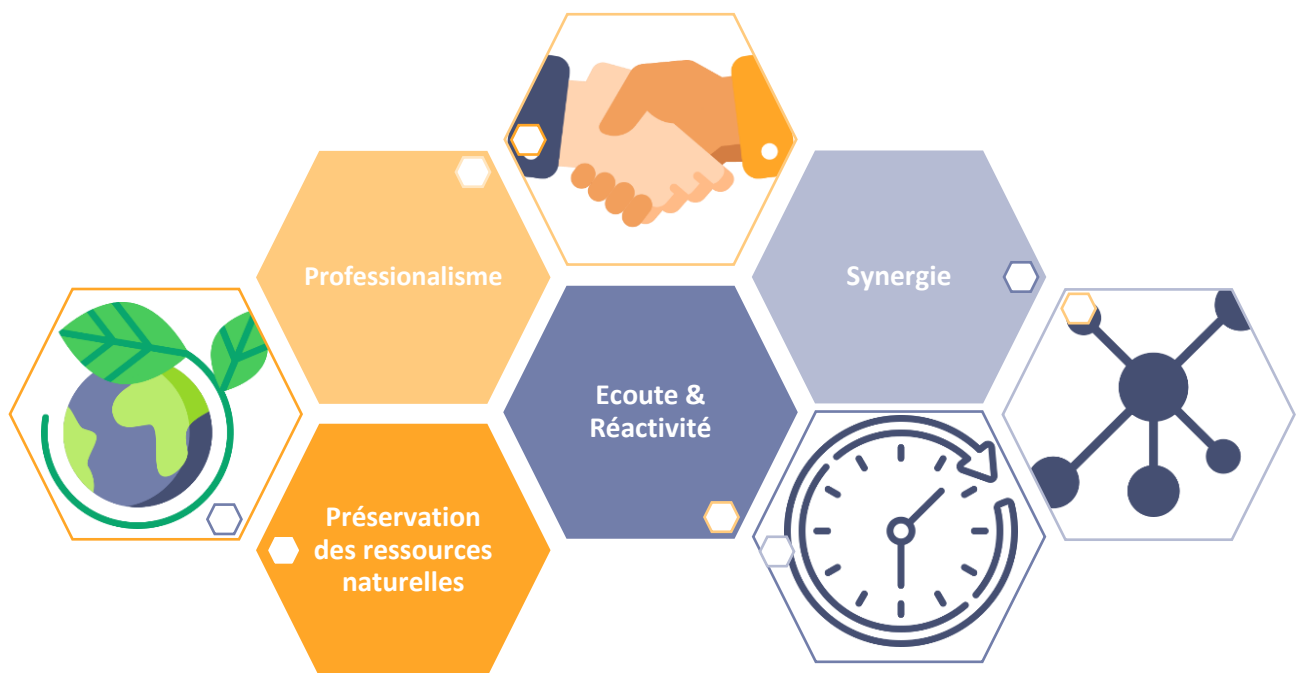 Professionalisme
Synergie
Ecoute &
Réactivité
Préservation
des ressources
naturelles